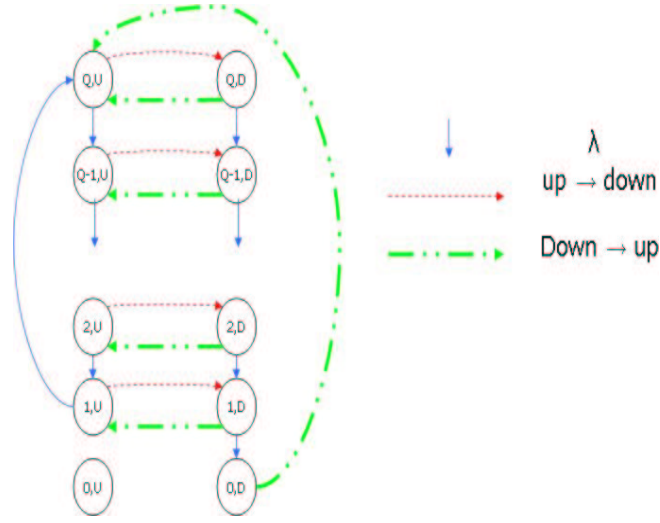 Q,U
Q,D
Q-1,U
Q-1,D
2,U
2,D
1,U
1,D
0,U
0,D
λ
up → down
Down → up